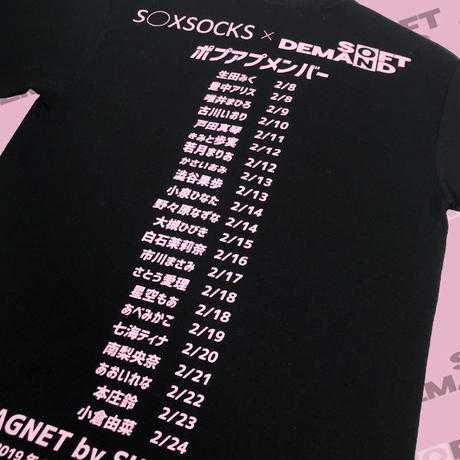 S○XSOCKS × SOFT DEMAND
ポプアプメンバー
生田みく 2/8
豊中アリス 2/8
唯井まひろ 2/9
古川いおり 2/10
戸田真琴 2/11
きみと歩実 2/12
若月まりあ 2/12
かさいあみ 2/13
澁谷果歩 2/13
小泉ひなた 2/14
野々原なずな 2/14
大槻ひびき 2/15
白石茉莉奈 2/16
市川まさみ 2/17
さとう愛理 2/18
星空もあ 2/18
あべみかこ 2/19
七海ティナ 2/20
南梨央奈 2/21
あおいれな 2/22
本庄鈴 2/23
小倉由菜 2/24
AGNET by S
2019